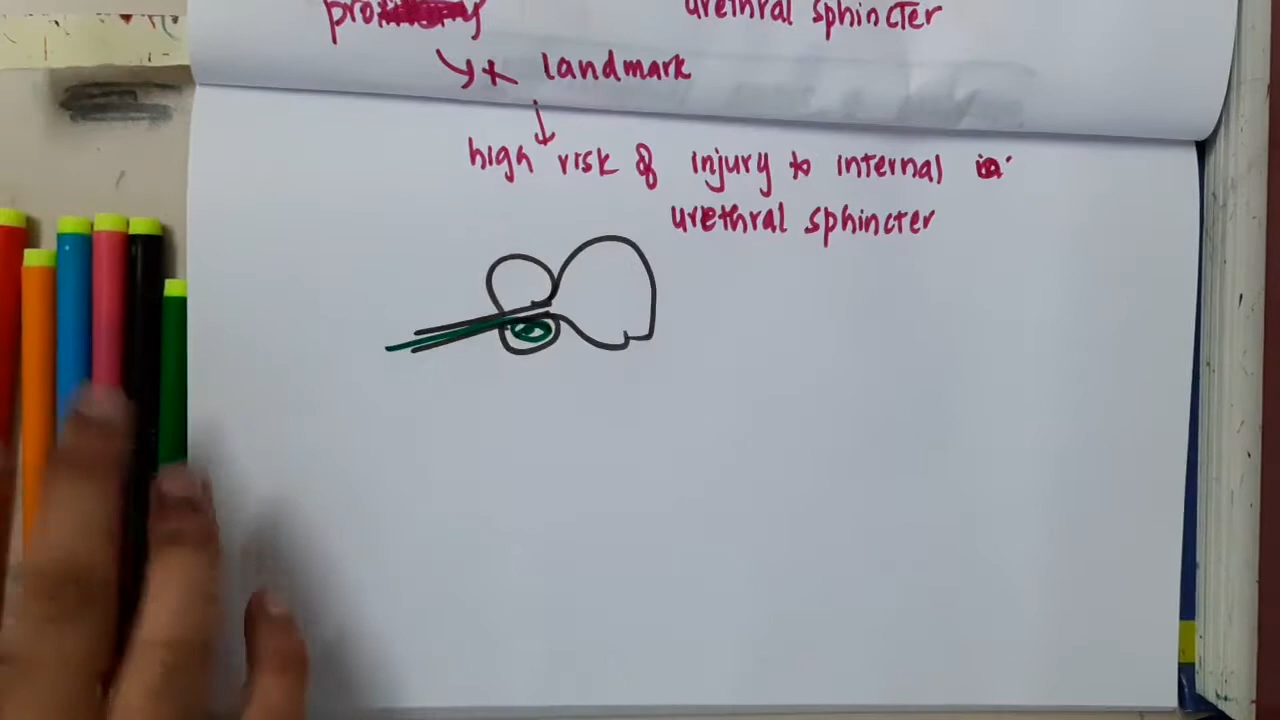 urethral sphincter
landmark
high risk of injury to internal
urethral sphincter